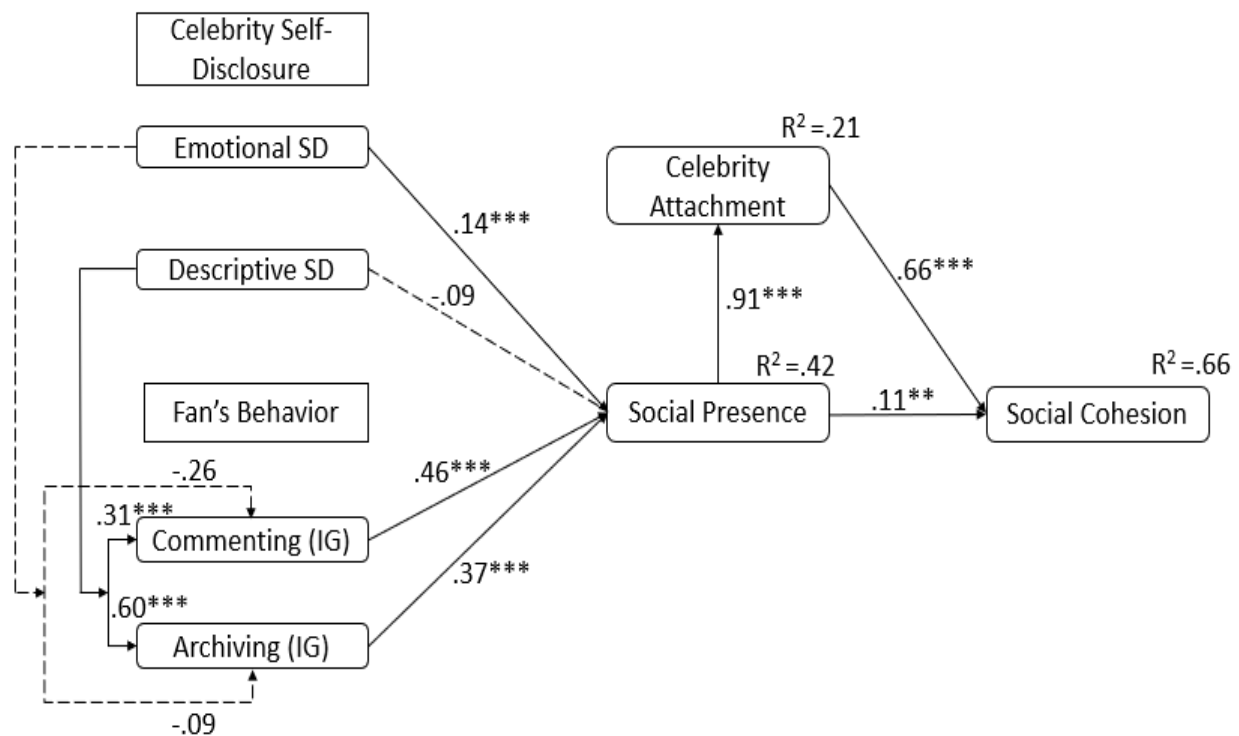 Celebrity Self-
Disclosure
R² =.21
Emotional SD
Celebrity
Attachment
.14***
Descriptive SD
.66***
-.09
.91***
R² =.42
R² =.66
Fan's Behavior
Social Presence
.11**
Social Cohesion
-.26
.46***
.31***
Commenting (IG)
.37***
.60***
Archiving (IG)
-.09